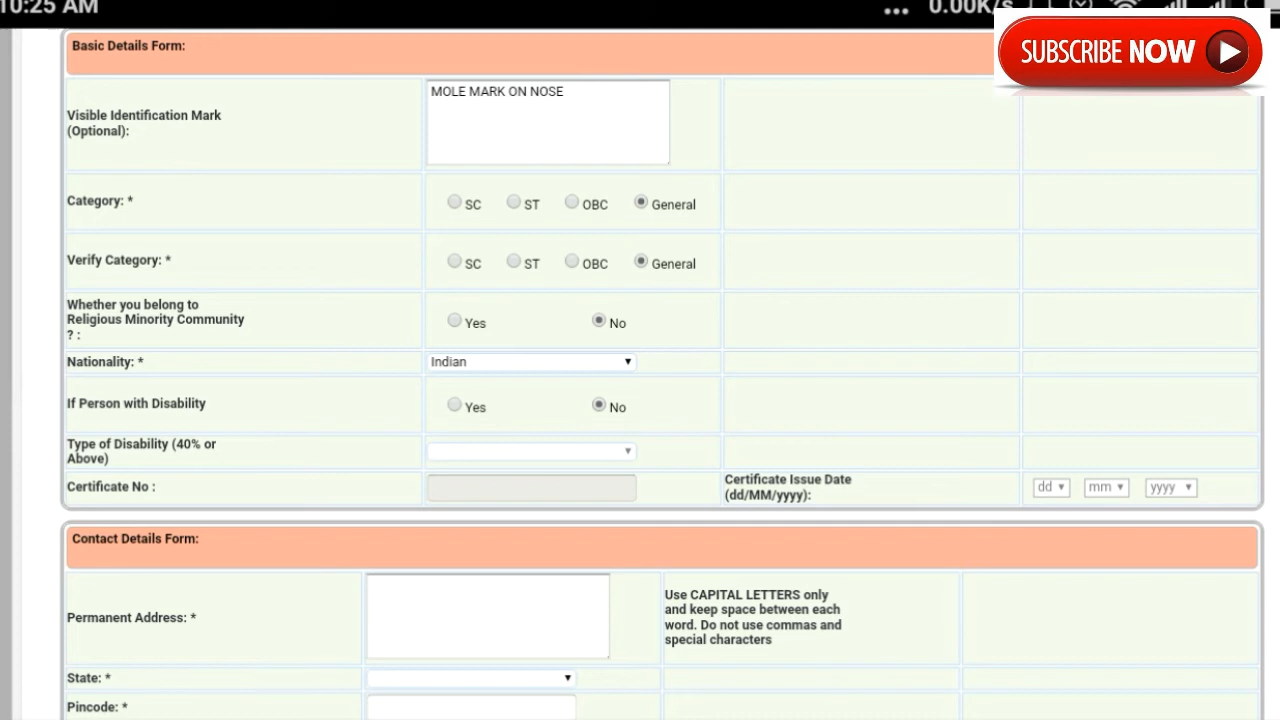 10:25 AM
... 0.00K/s
SUBSCRIBE NOW
Basic Details Form:
Visible Identification Mark
(Optional):
MOLE MARK ON NOSE
Category: *
SC ST OBC General
Verify Category: *
SC ST OBC General
Whether you belong to
Religious Minority Community
? :
Yes No
Nationality: *
Indian
If Person with Disability
Yes No
Type of Disability (40% or
Above)
Certificate No :
Certificate Issue Date
(dd/MM/yyyy):
dd mm yyyy
Contact Details Form:
Permanent Address: *
Use CAPITAL LETTERS only
and keep space between each
word. Do not use commas and
special characters
State: *
Pincode: *